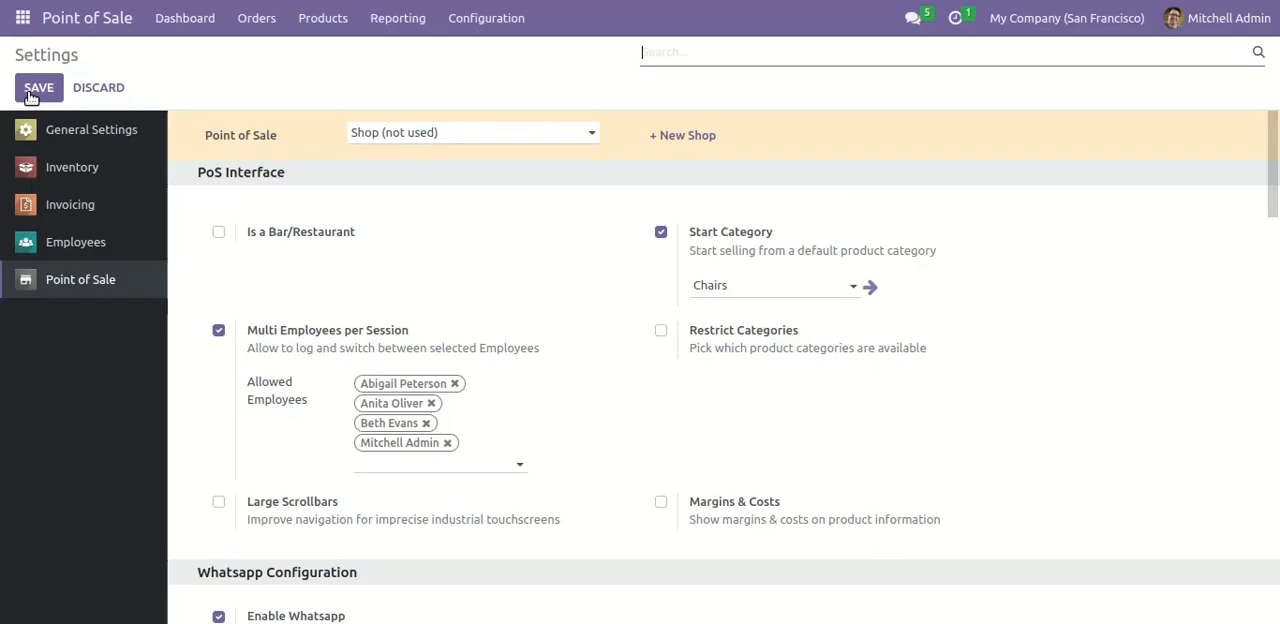 Point of Sale Dashboard Orders Products Reporting Configuration 5 1 My Company (San Francisco) Mitchell Admin
Settings
Search...
SAVE DISCARD
General Settings
Inventory
Invoicing
Employees
Point of Sale
Point of Sale Shop (not used) + New Shop
PoS Interface
Is a Bar/Restaurant
Start Category
Start selling from a default product category
Chairs
Multi Employees per Session
Allow to log and switch between selected Employees
Allowed
Employees
Abigail Peterson
Anita Oliver
Beth Evans
Mitchell Admin
Restrict Categories
Pick which product categories are available
Large Scrollbars
Improve navigation for imprecise industrial touchscreens
Margins & Costs
Show margins & costs on product information
Whatsapp Configuration
Enable Whatsapp